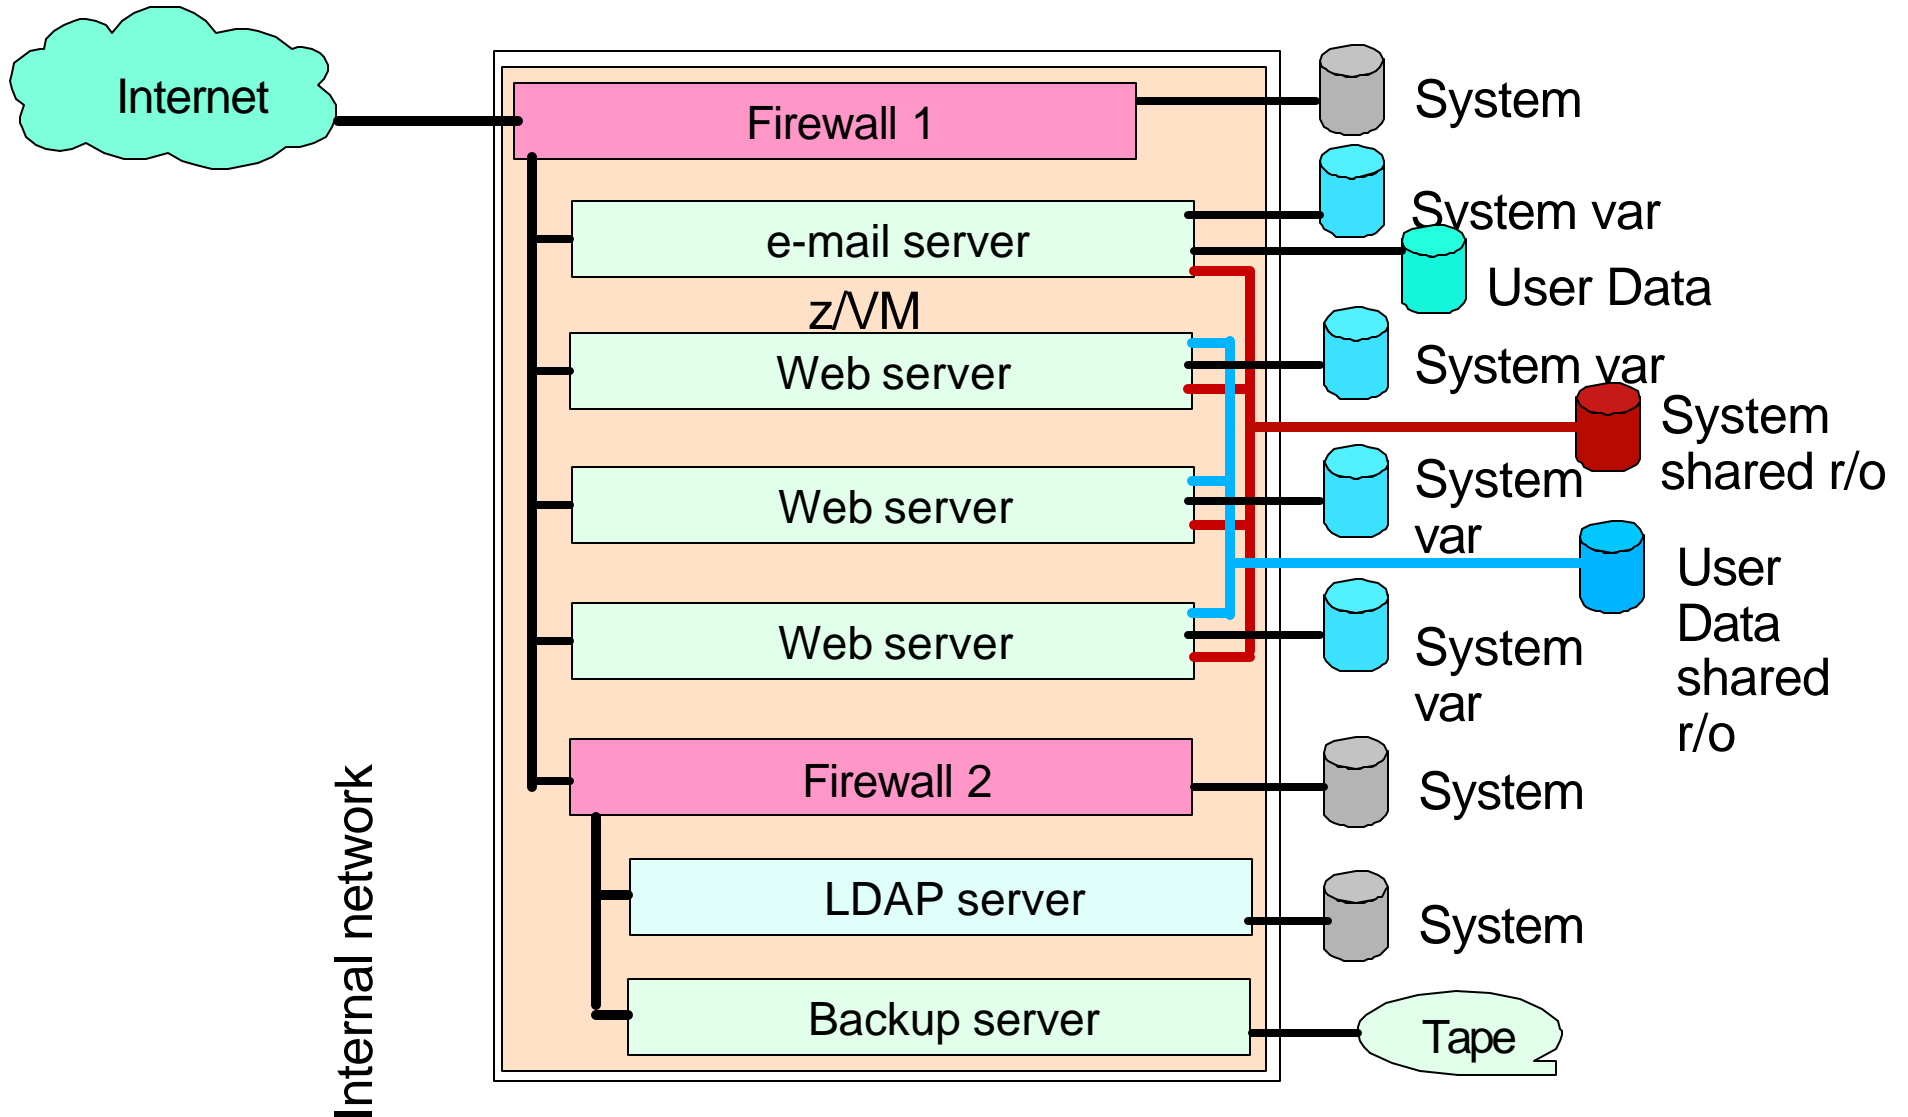 Internet
Firewall 1
System
System var
e-mail server
User Data
z/VM
Web server
System var
System
shared r/o
Web server
System
var
User
Data
shared
r/o
Web server
System
var
Firewall 2
System
Internal network
LDAP server
System
Backup server
Tape